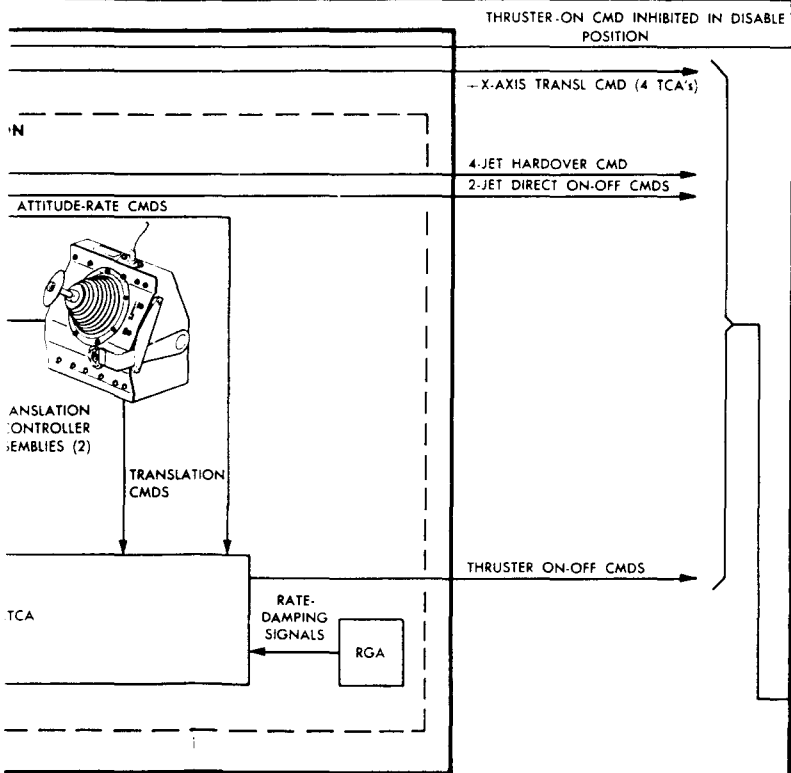 THRUSTER-ON CMD INHIBITED IN DISABLE
POSITION
+X-AXIS TRANSL CMD (4 TCA's)
N
4-JET HARDOVER CMD
2-JET DIRECT ON-OFF CMDS
ATTITUDE-RATE CMDS
ANSLATION
ONTROLLER
SEMBLIES (2)
TRANSLATION
CMDS
THRUSTER ON-OFF CMDS
TCA
RATE-
DAMPING
SIGNALS
RGA